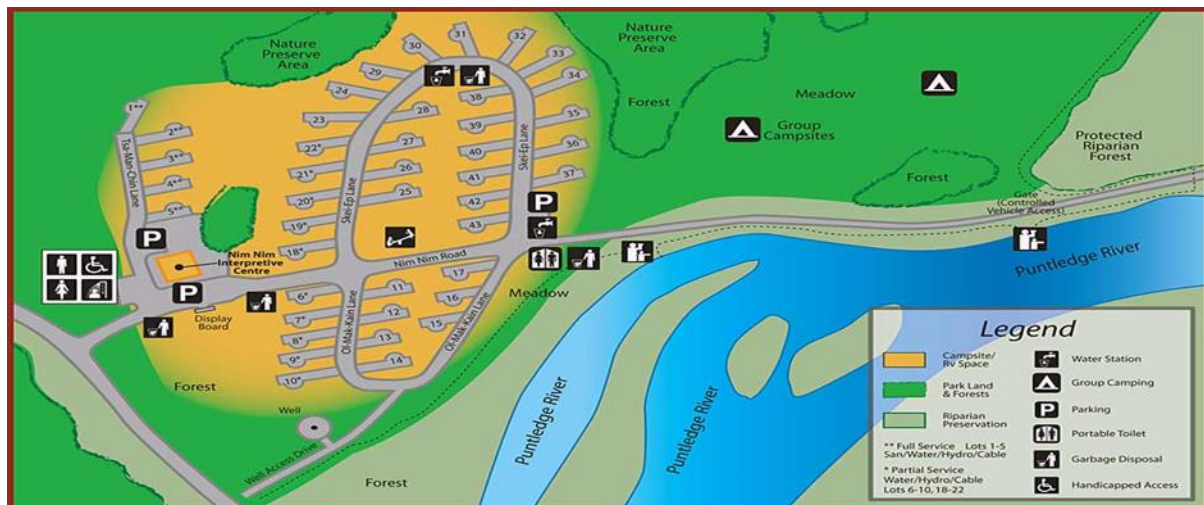 Nature
Preserve
Area
Nature
Preserve
Area
Forest
Meadow
Group
Campsites
Protected
Riparian
Forest
Forest
Gate
(Controlled
Vehicle Access)
1**
2**
3**
4**
5**
Tsa-Man-Chin Lane
30
31
32
33
34
29
24
23
28
22*
27
21*
26
20*
25
19*
18*
38
39
40
41
42
43
35
36
37
Skei-Ep Lane
Skei-Ep Lane
P
P
P
Nim Nim
Interpretive
Centre
Nim Nim Road
Display
Board
6*
7*
8*
9*
10*
11
12
13
14
15
16
17
Ol-Mak-Kain Lane
Ol-Mak-Kain Lane
Meadow
Forest
Well
Well Access Drive
Forest
Puntledge River
Puntledge River
Puntledge River
Legend
Campsite/
Rv Space
Park Land
& Forests
Riparian
Preservation
** Full Service Lots 1-5
San/Water/Hydro/Cable
* Partial Service
Water/Hydro/Cable
Lots 6-10, 18-22
Water Station
Group Camping
P
Parking
Portable Toilet
Garbage Disposal
Handicapped Access